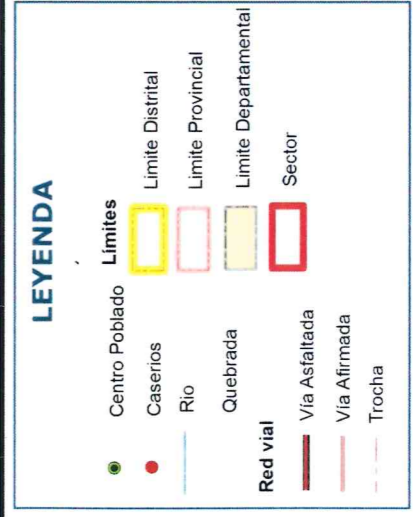 LEYENDA
Centro Poblado
Caserios
Rio
Quebrada
Red vial
Vía Asfaltada
Vía Afirmada
Trocha
Límites
Limite Distrital
Limite Provincial
Limite Departamental
Sector